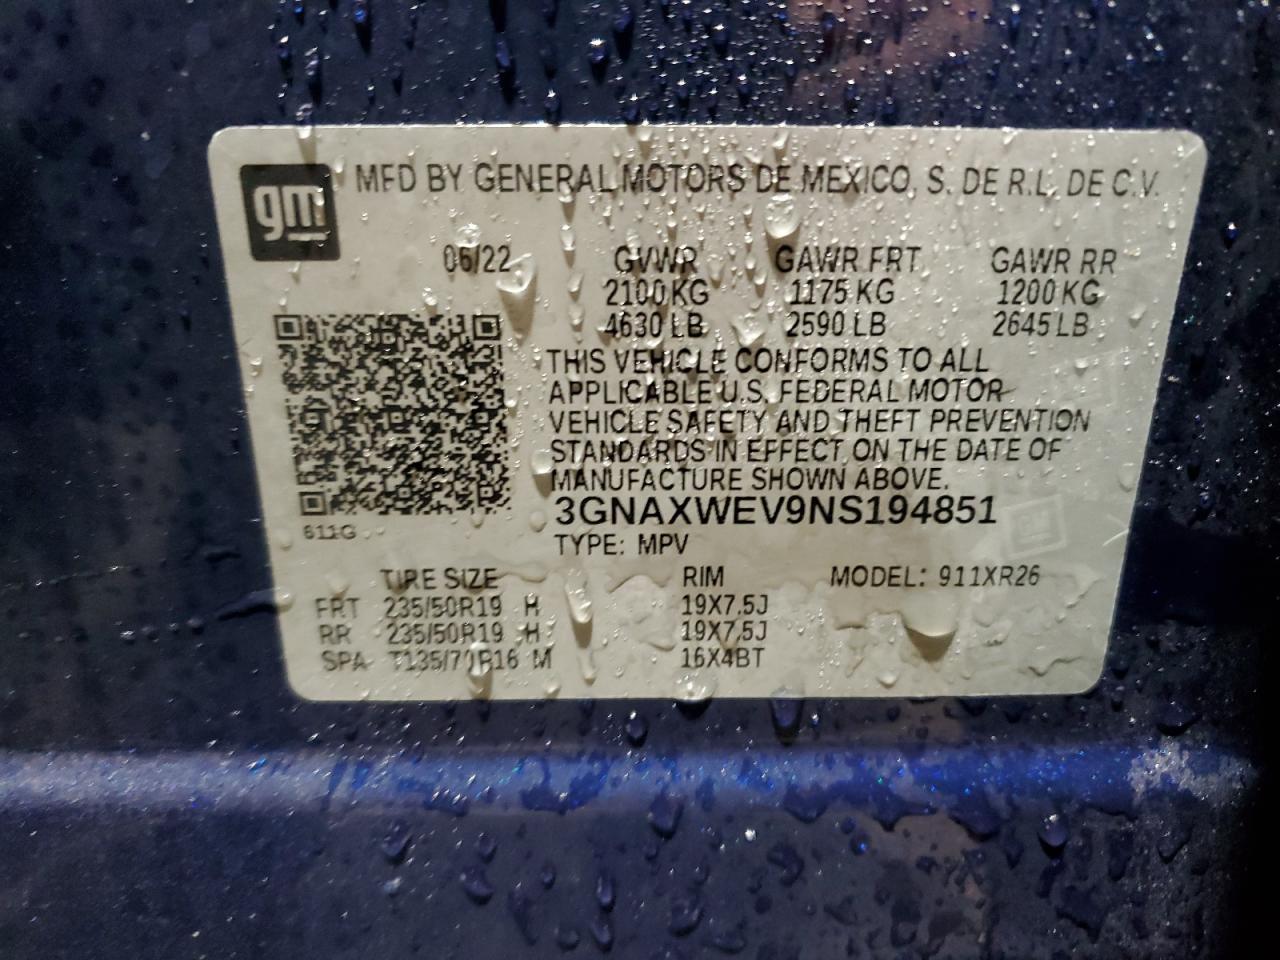 gm MFD BY GENERAL MOTORS DE MEXICO, S. DE R.L. DE C.V.
06/22 GVWR GAWR FRT GAWR RR
2100 KG 1175 KG 1200 KG
4630 LB 2590 LB 2645 LB
THIS VEHICLE CONFORMS TO ALL
APPLICABLE U.S. FEDERAL MOTOR
VEHICLE SAFETY AND THEFT PREVENTION
STANDARDS IN EFFECT ON THE DATE OF
MANUFACTURE SHOWN ABOVE.
3GNAXWEV9NS194851
611G
TYPE: MPV
TIRE SIZE RIM MODEL: 911XR26
FRT 235/50R19 H 19X7.5J
RR 235/50R19 H 19X7.5J
SPA T135/70R16 M 16X4BT